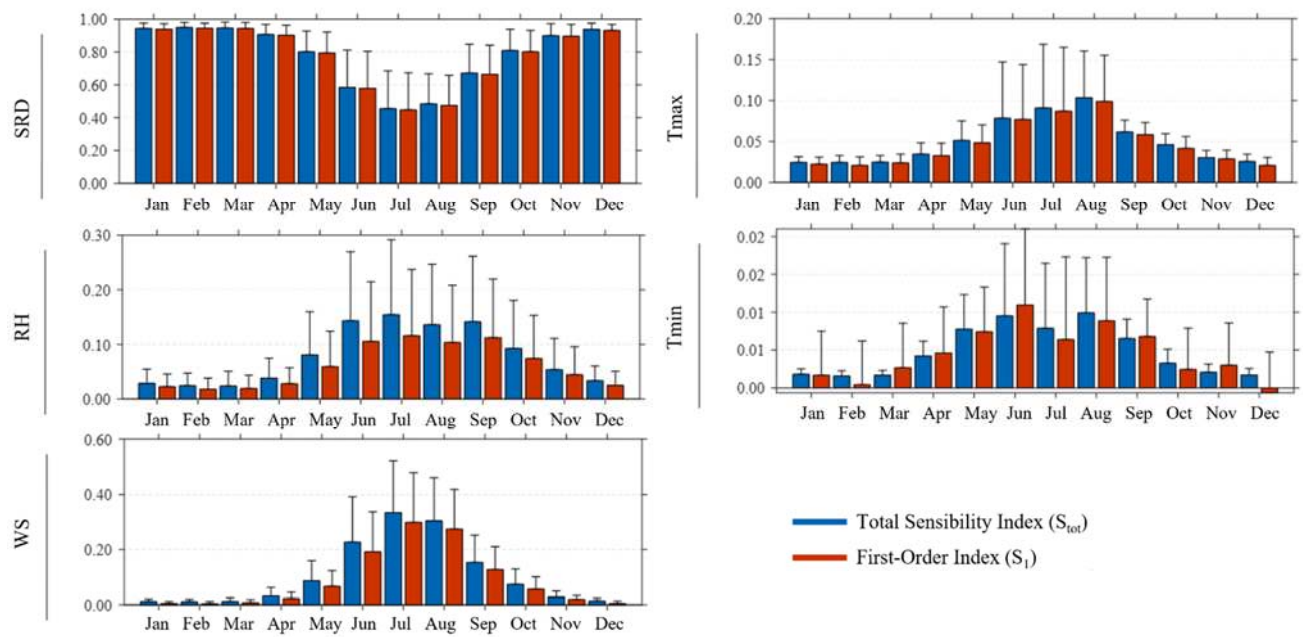 SRD
1.00
0.80
0.60
0.40
0.20
0.00
Jan Feb Mar Apr May Jun Jul Aug Sep Oct Nov Dec
Tmax
0.20
0.15
0.10
0.05
0.00
Jan Feb Mar Apr May Jun Jul Aug Sep Oct Nov Dec
RH
0.30
0.20
0.10
0.00
Jan Feb Mar Apr May Jun Jul Aug Sep Oct Nov Dec
Tmin
0.02
0.02
0.01
0.01
0.00
Jan Feb Mar Apr May Jun Jul Aug Sep Oct Nov Dec
WS
0.60
0.40
0.20
0.00
Jan Feb Mar Apr May Jun Jul Aug Sep Oct Nov Dec
Total Sensibility Index (Stot)
First-Order Index (S1)